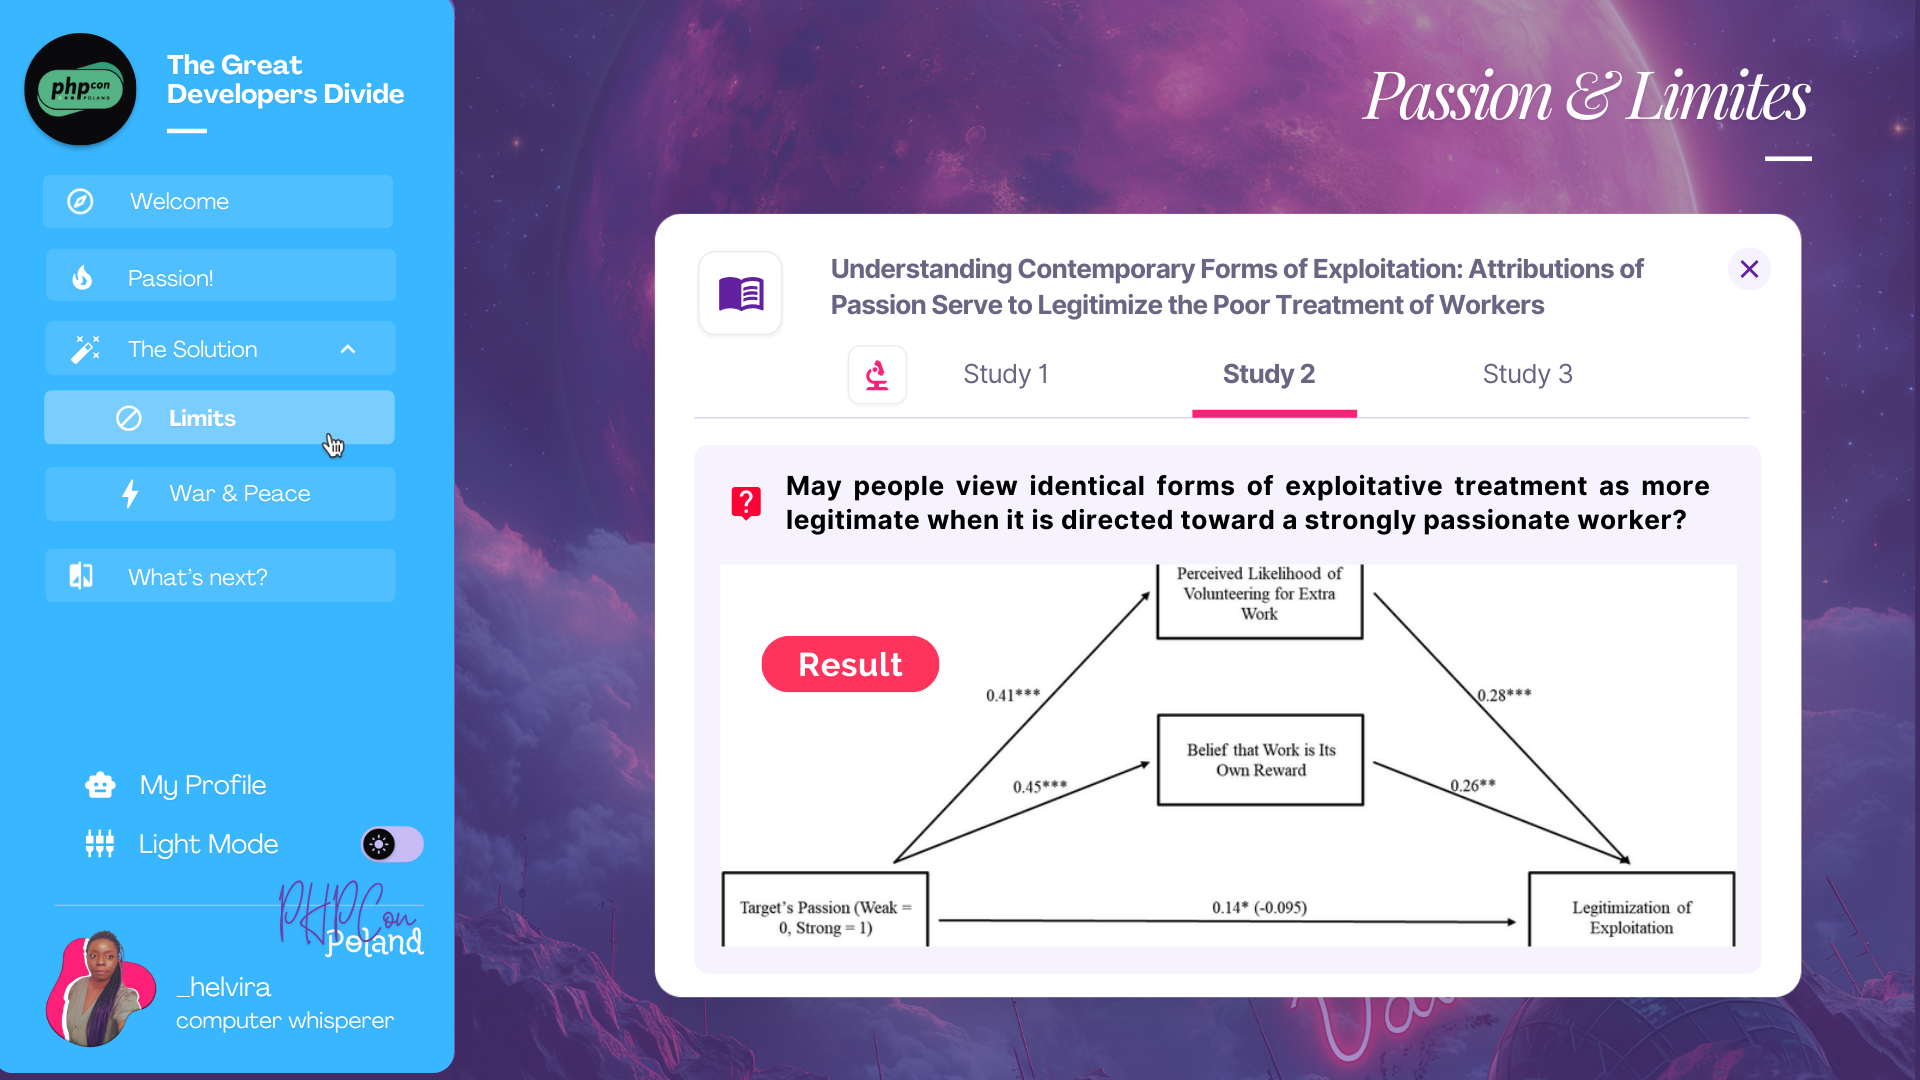 phpcon
POLAND
The Great
Developers Divide
Welcome
Passion!
The Solution
Limits
War & Peace
What's next?
My Profile
Light Mode
PHPCon
Poland
_helvira
computer whisperer
Passion & Limites
Understanding Contemporary Forms of Exploitation: Attributions of
Passion Serve to Legitimize the Poor Treatment of Workers
Study 1
Study 2
Study 3
May people view identical forms of exploitative treatment as more
legitimate when it is directed toward a strongly passionate worker?
Perceived Likelihood of
Volunteering for Extra
Work
Result
0.41***
0.28***
Belief that Work is Its
Own Reward
0.45***
0.26**
Target's Passion (Weak =
0, Strong = 1)
0.14* (-0.095)
Legitimization of
Exploitation